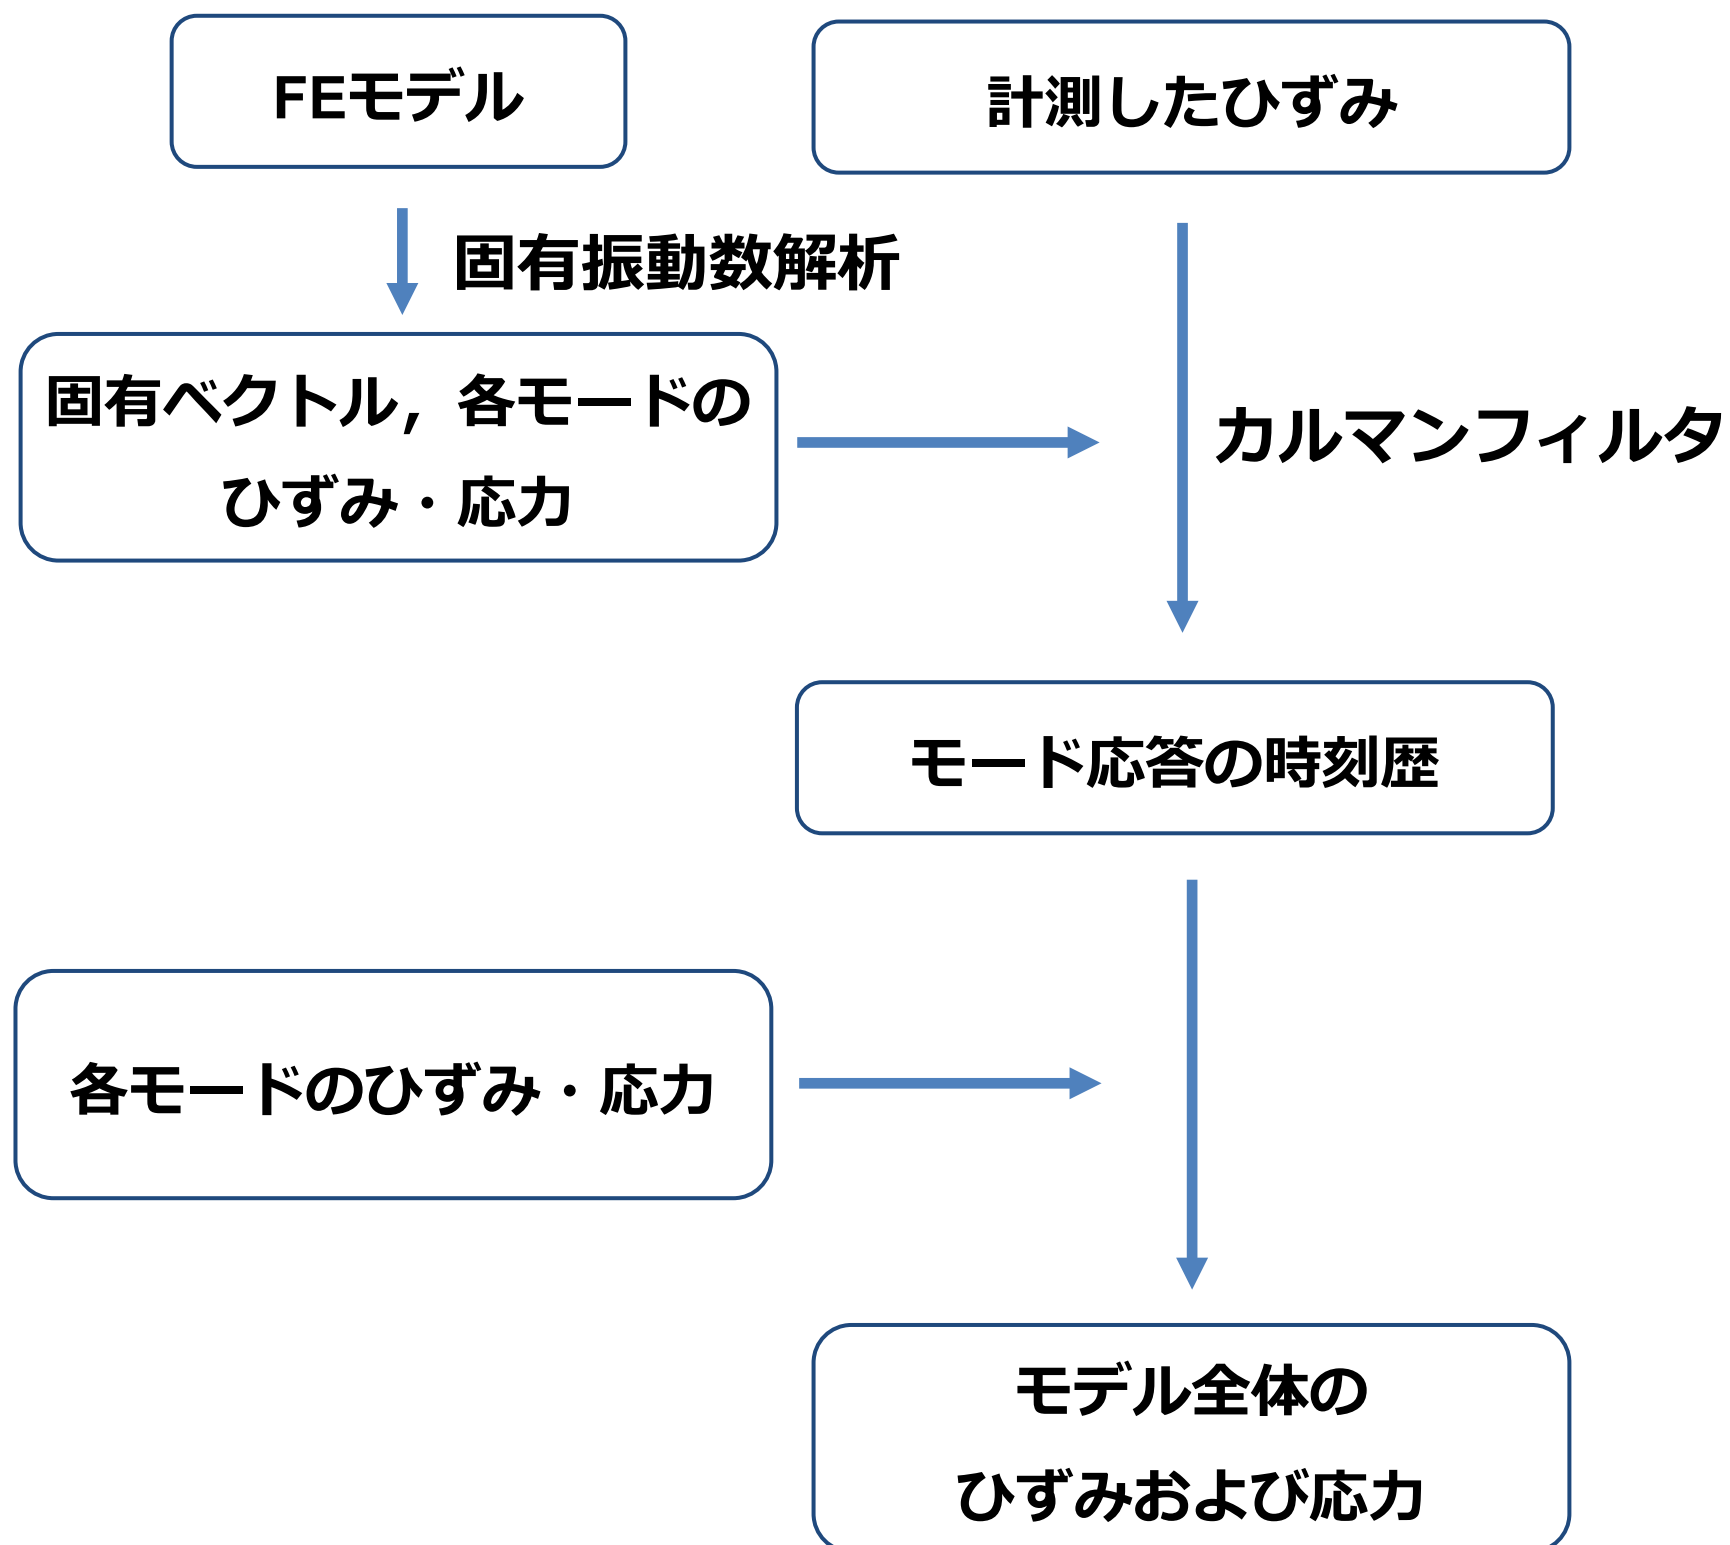 FEモデル
計測したひずみ
固有振動数解析
固有ベクトル，各モードの
ひずみ・応力
カルマンフィルタ
モード応答の時刻歴
各モードのひずみ・応力
モデル全体の
ひずみおよび応力